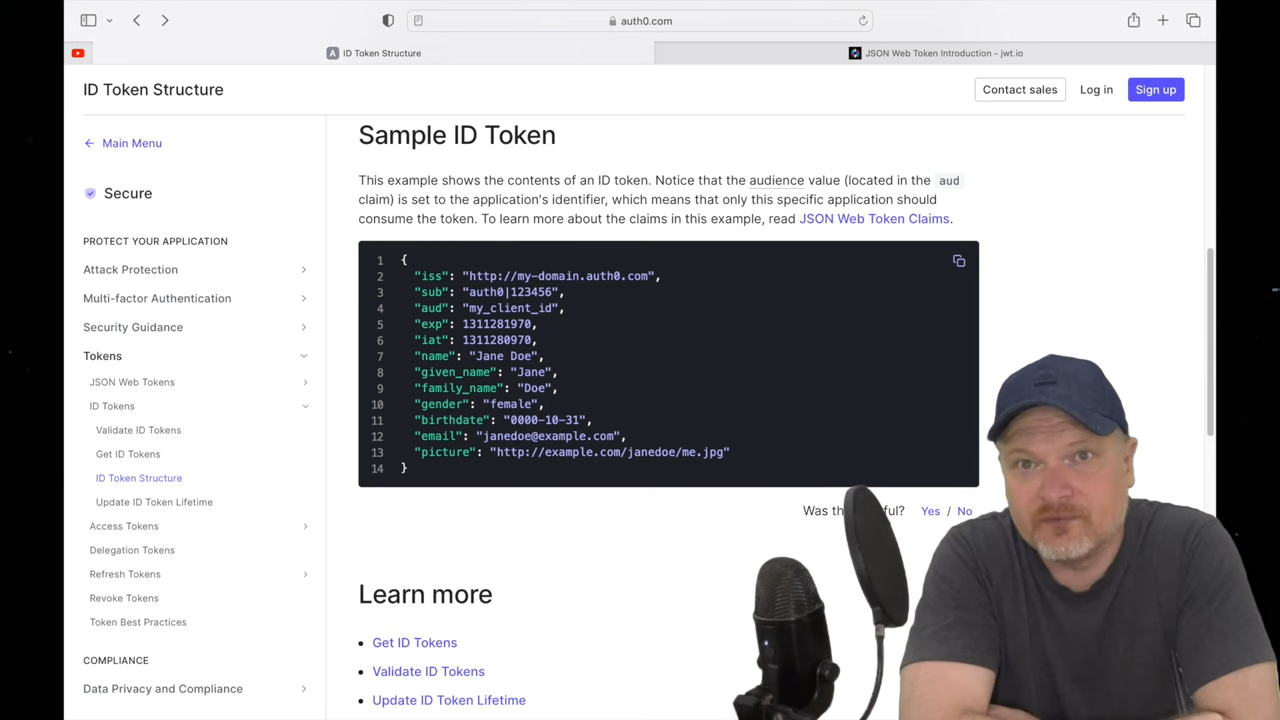 auth0.com
ID Token Structure
JSON Web Token Introduction - jwt.io
ID Token Structure
Contact sales
Log in
Sign up
Main Menu
Secure
PROTECT YOUR APPLICATION
Attack Protection
Multi-factor Authentication
Security Guidance
Tokens
JSON Web Tokens
ID Tokens
Validate ID Tokens
Get ID Tokens
ID Token Structure
Update ID Token Lifetime
Access Tokens
Delegation Tokens
Refresh Tokens
Revoke Tokens
Token Best Practices
COMPLIANCE
Data Privacy and Compliance
Sample ID Token
This example shows the contents of an ID token. Notice that the audience value (located in the aud
claim) is set to the application's identifier, which means that only this specific application should
consume the token. To learn more about the claims in this example, read JSON Web Token Claims.
1 {
2 "iss": "http://my-domain.auth0.com",
3 "sub": "auth0|123456",
4 "aud": "my_client_id",
5 "exp": 1311281970,
6 "iat": 1311280970,
7 "name": "Jane Doe",
8 "given_name": "Jane",
9 "family_name": "Doe",
10 "gender": "female",
11 "birthdate": "0000-10-31",
12 "email": "janedoe@example.com",
13 "picture": "http://example.com/janedoe/me.jpg"
14 }
Was Yes / No
Learn more
Get ID Tokens
Validate ID Tokens
Update ID Token Lifetime